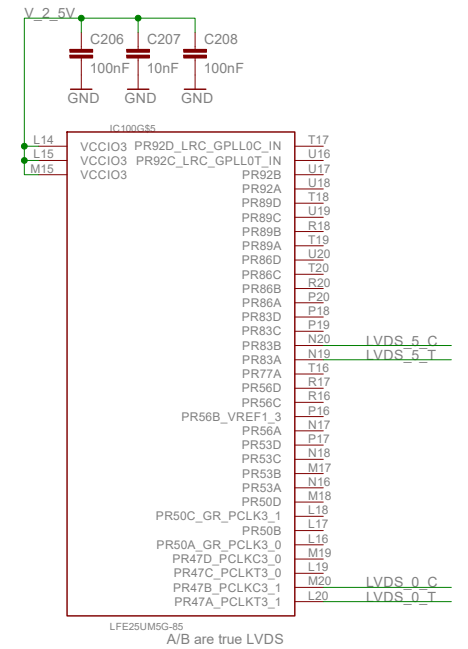 V_2_5V
C206 C207 C208
100nF 10nF 100nF
GND GND GND
IC100G$5
L14 VCCIO3 PR92D_LRC_GPLL0C_IN T17
L15 VCCIO3 PR92C_LRC_GPLL0T_IN U16
M15 VCCIO3 PR92B U17
PR92A U18
PR89D T18
PR89C U19
PR89B R18
PR89A T19
PR86D U20
PR86C T20
PR86B R20
PR86A P20
PR83D P18
PR83C P19
PR83B N20 LVDS_5_C
PR83A N19 LVDS_5_T
PR77A T16
PR56D R17
PR56C R16
PR56B_VREF1_3 P16
PR56A N17
PR53D P17
PR53C N18
PR53B M17
PR53A N16
PR50D M18
PR50C_GR_PCLK3_1 L18
PR50B L17
PR50A_GR_PCLK3_0 L16
PR47D_PCLKC3_0 M19
PR47C_PCLKT3_0 L19
PR47B_PCLKC3_1 M20 LVDS_0_C
PR47A_PCLKT3_1 L20 LVDS_0_T
LFE25UM5G-85
A/B are true LVDS